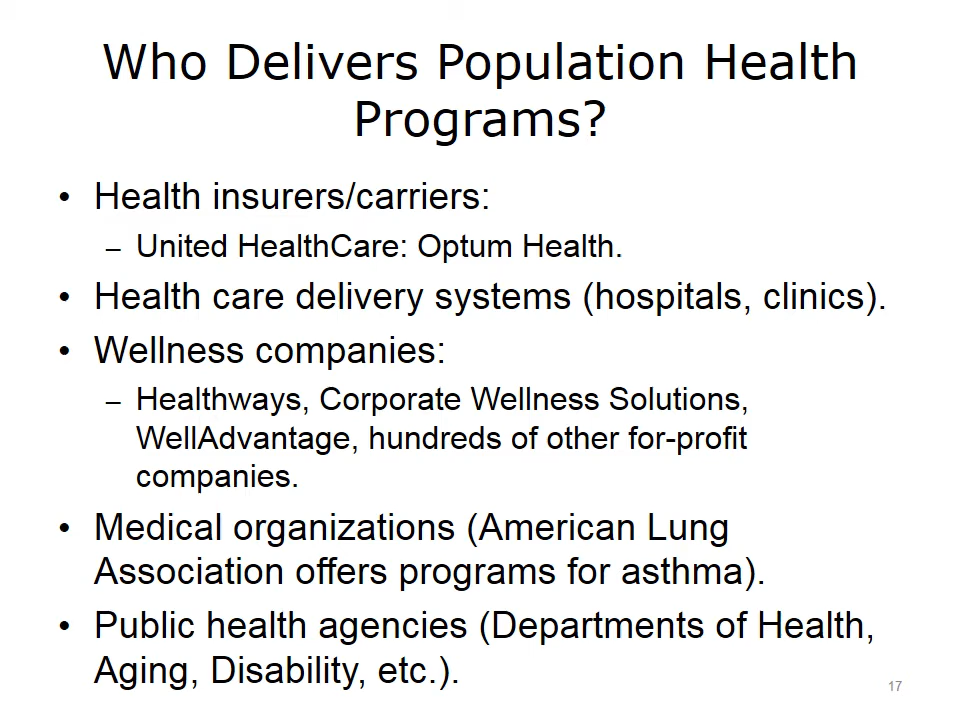 Who Delivers Population Health
Programs?
• Health insurers/carriers:
– United HealthCare: Optum Health.
• Health care delivery systems (hospitals, clinics).
• Wellness companies:
– Healthways, Corporate Wellness Solutions,
WellAdvantage, hundreds of other for-profit
companies.
• Medical organizations (American Lung
Association offers programs for asthma).
• Public health agencies (Departments of Health,
Aging, Disability, etc.).
17